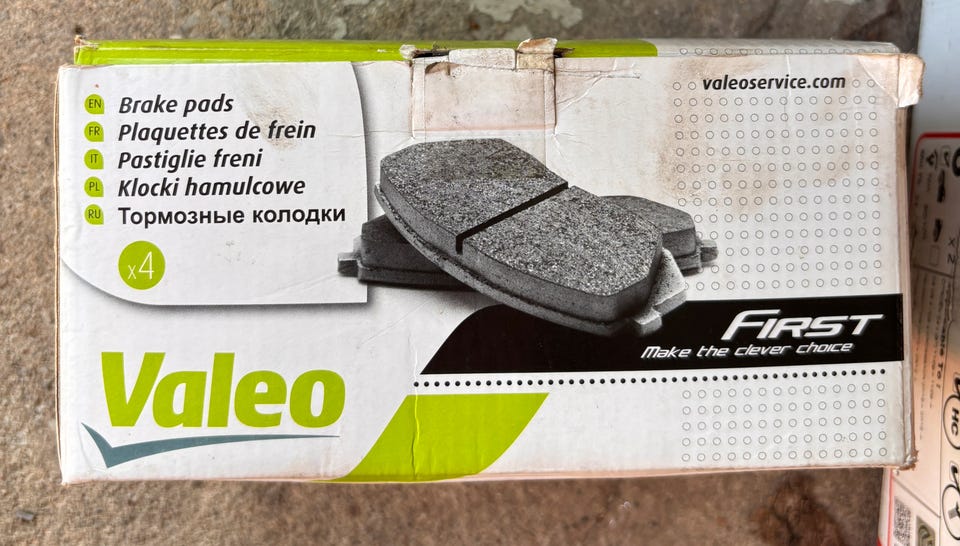 EN Brake pads
FR Plaquettes de frein
IT Pastiglie freni
PL Klocki hamulcowe
RU Тормозные колодки
x4
Valeo
valeoservice.com
FIRST
Make the clever choice
HC